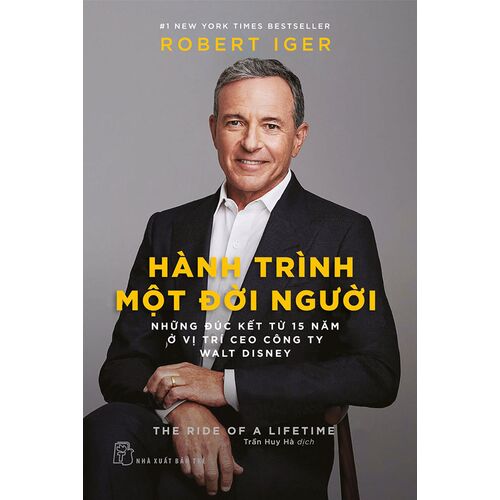 #1 NEW YORK TIMES BESTSELLER
ROBERT IGER
HÀNH TRÌNH
MỘT ĐỜI NGƯỜI
NHỮNG ĐÚC KẾT TỪ 15 NĂM
Ở VỊ TRÍ CEO CÔNG TY
WALT DISNEY
THE RIDE OF A LIFETIME
Trần Huy Hà dịch
NHÀ XUẤT BẢN TRẺ